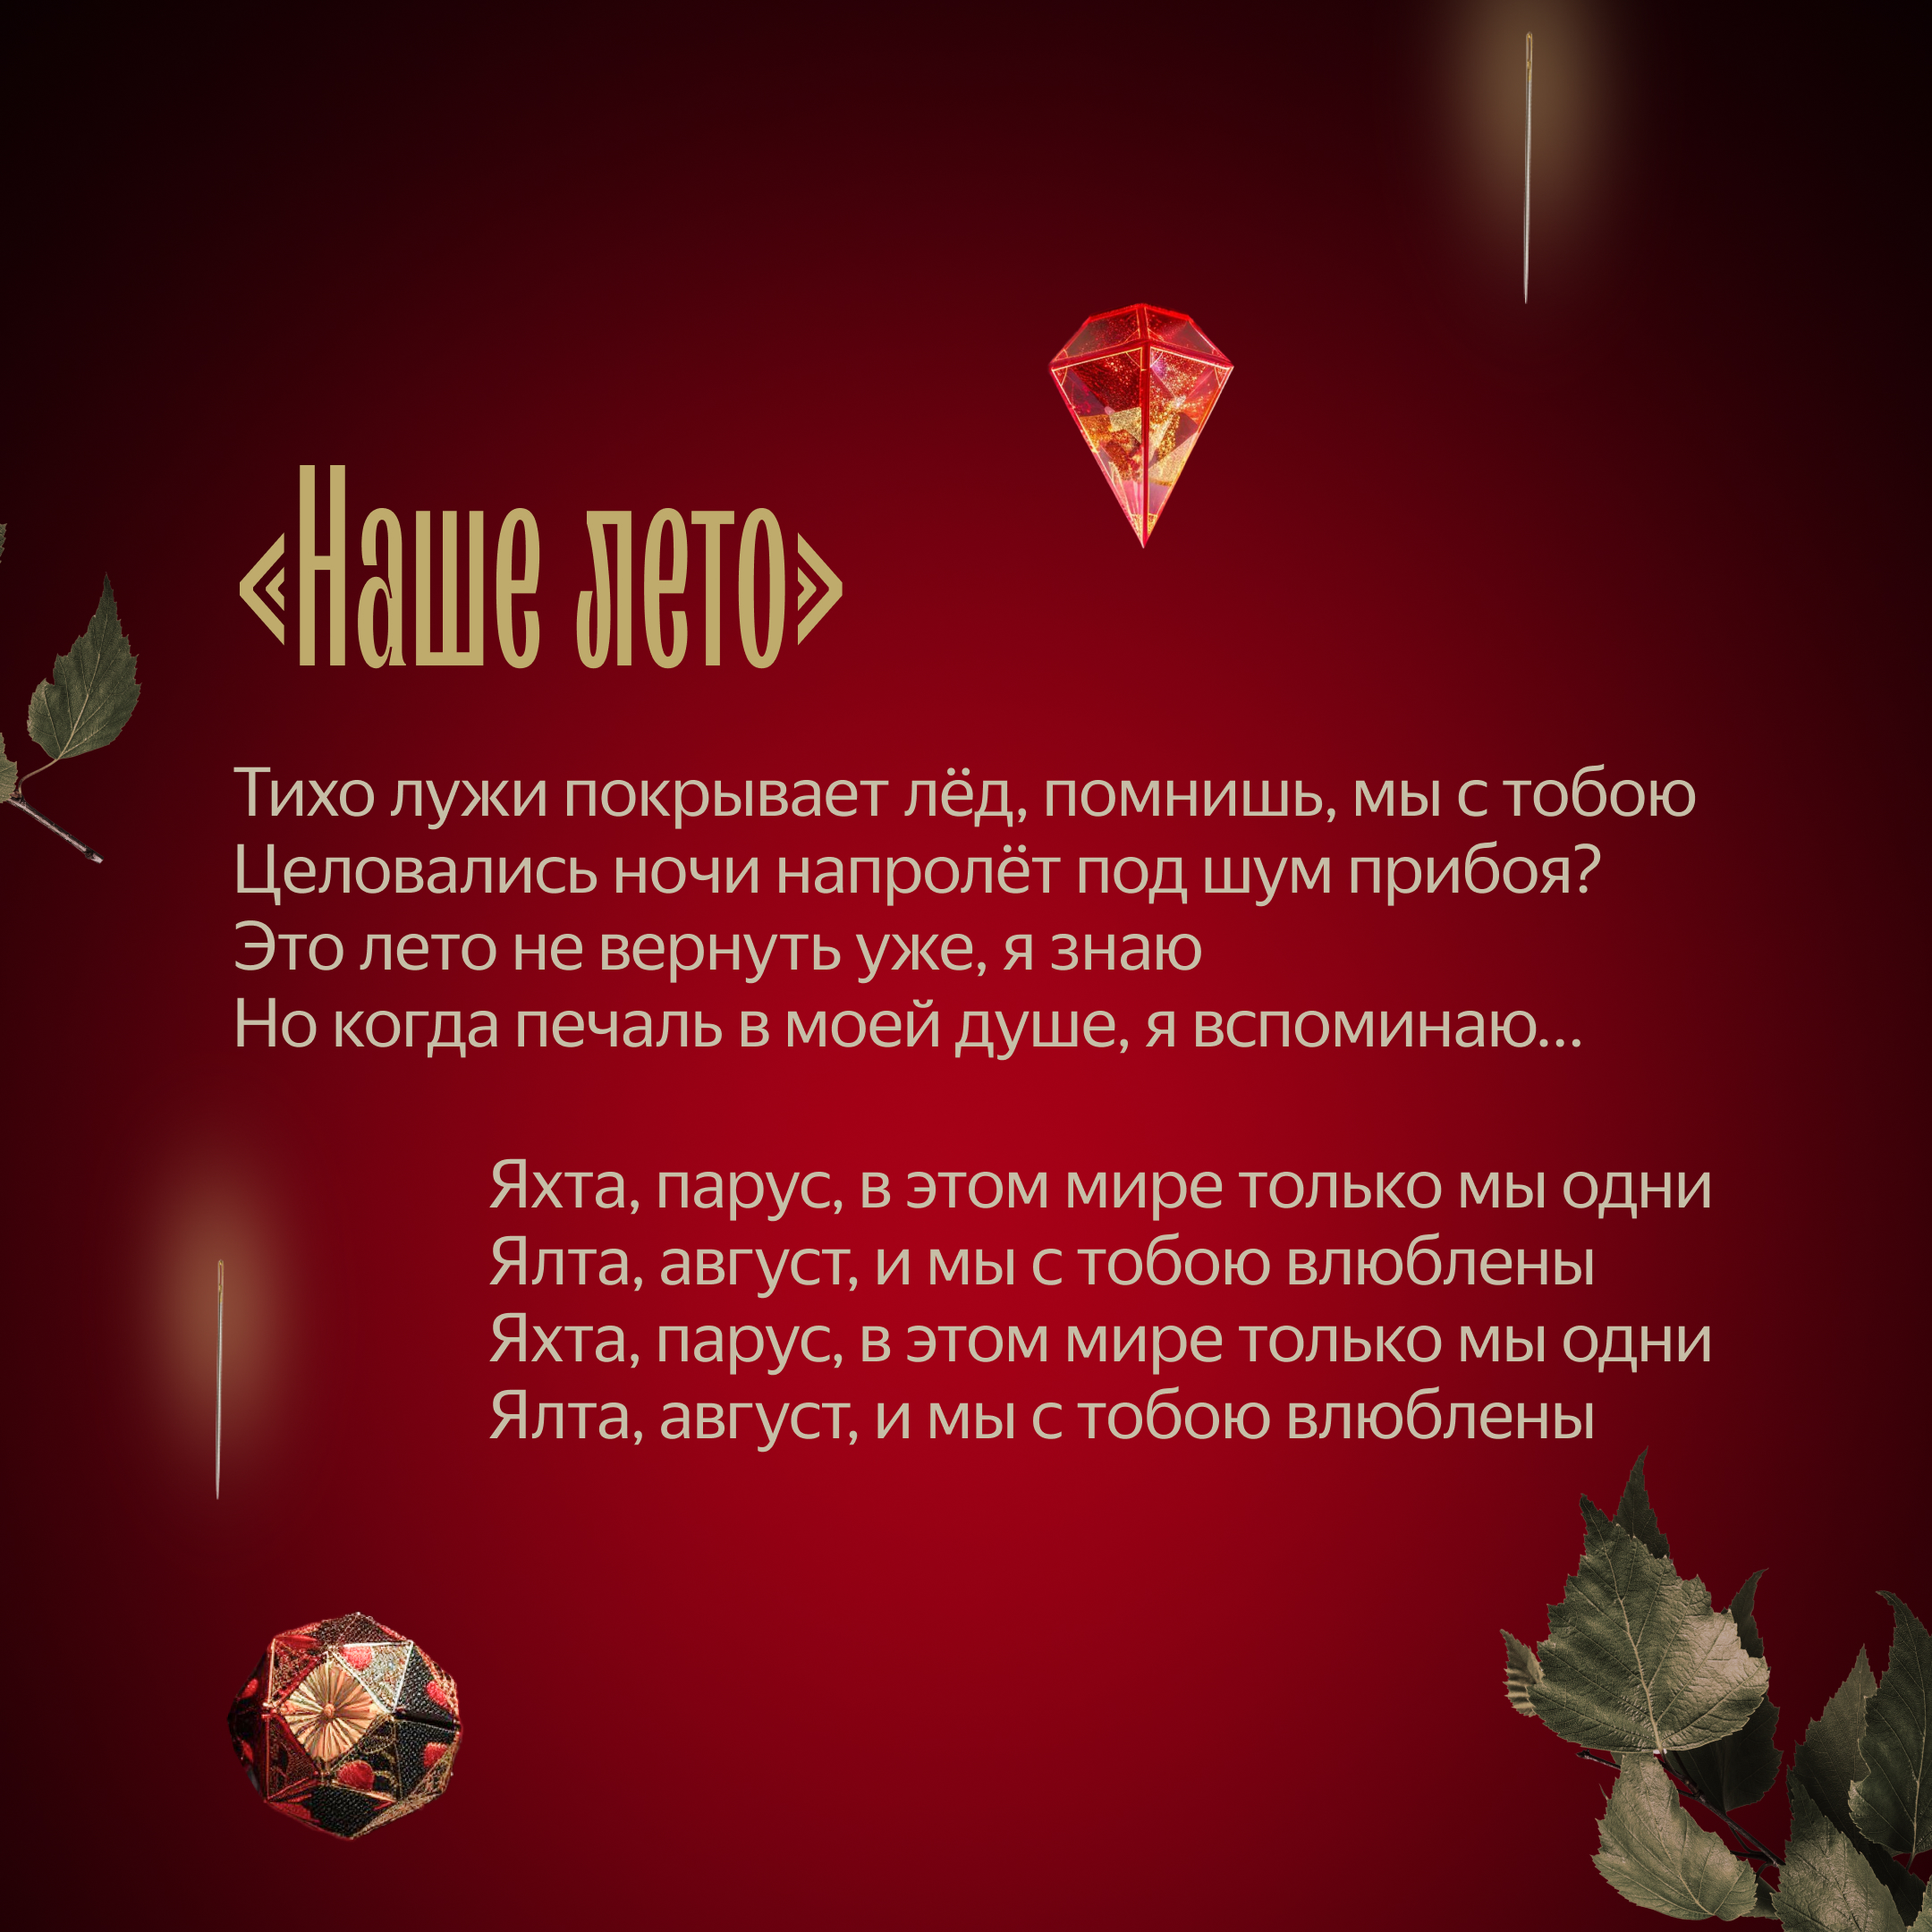 «Наше лето»
Тихо лужи покрывает лёд, помнишь, мы с тобою
Целовались ночи напролёт под шум прибоя?
Это лето не вернуть уже, я знаю
Но когда печаль в моей душе, я вспоминаю...
Яхта, парус, в этом мире только мы одни
Ялта, август, и мы с тобою влюблены
Яхта, парус, в этом мире только мы одни
Ялта, август, и мы с тобою влюблены